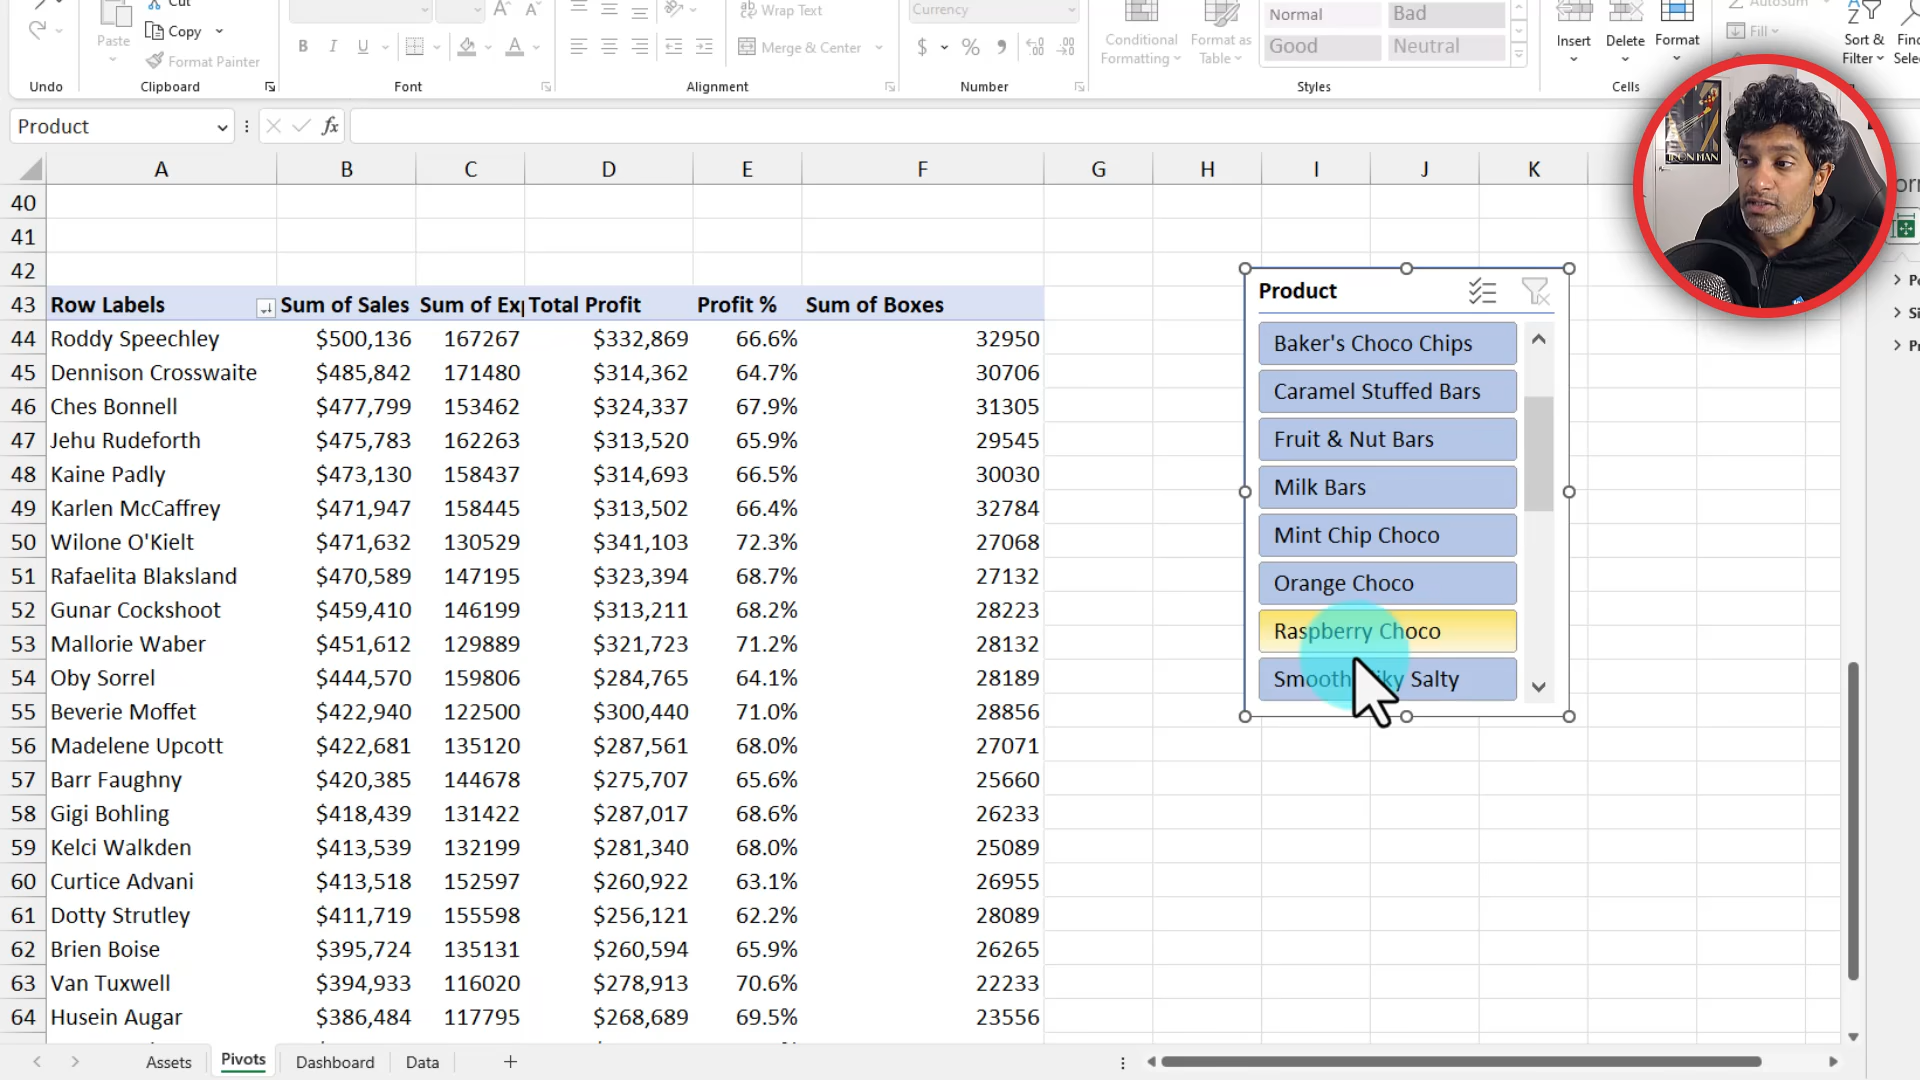 Cut
Copy
Paste
Format Painter
Undo
Clipboard
B I U
A
Font
Wrap Text
Merge & Center
Alignment
Currency
$ % 9
Number
Conditional Formatting
Format as Table
Normal Bad
Good Neutral
Styles
Insert Delete Format
Cells
AutoSum
Fill
Sort &
Filter
Product
fx
IRON MAN
A B C D E F G H I J K
40
41
42
43 Row Labels Sum of Sales Sum of Exp Total Profit Profit % Sum of Boxes
44 Roddy Speechley $500,136 167267 $332,869 66.6% 32950
45 Dennison Crosswaite $485,842 171480 $314,362 64.7% 30706
46 Ches Bonnell $477,799 153462 $324,337 67.9% 31305
47 Jehu Rudeforth $475,783 162263 $313,520 65.9% 29545
48 Kaine Padly $473,130 158437 $314,693 66.5% 30030
49 Karlen McCaffrey $471,947 158445 $313,502 66.4% 32784
50 Wilone O'Kielt $471,632 130529 $341,103 72.3% 27068
51 Rafaelita Blaksland $470,589 147195 $323,394 68.7% 27132
52 Gunar Cockshoot $459,410 146199 $313,211 68.2% 28223
53 Mallorie Waber $451,612 129889 $321,723 71.2% 28132
54 Oby Sorrel $444,570 159806 $284,765 64.1% 28189
55 Beverie Moffet $422,940 122500 $300,440 71.0% 28856
56 Madelene Upcott $422,681 135120 $287,561 68.0% 27071
57 Barr Faughny $420,385 144678 $275,707 65.6% 25660
58 Gigi Bohling $418,439 131422 $287,017 68.6% 26233
59 Kelci Walkden $413,539 132199 $281,340 68.0% 25089
60 Curtice Advani $413,518 152597 $260,922 63.1% 26955
61 Dotty Strutley $411,719 155598 $256,121 62.2% 28089
62 Brien Boise $395,724 135131 $260,594 65.9% 26265
63 Van Tuxwell $394,933 116020 $278,913 70.6% 22233
64 Husein Augar $386,484 117795 $268,689 69.5% 23556
Product
Baker's Choco Chips
Caramel Stuffed Bars
Fruit & Nut Bars
Milk Bars
Mint Chip Choco
Orange Choco
Raspberry Choco
Smooth Salty
Assets Pivots Dashboard Data